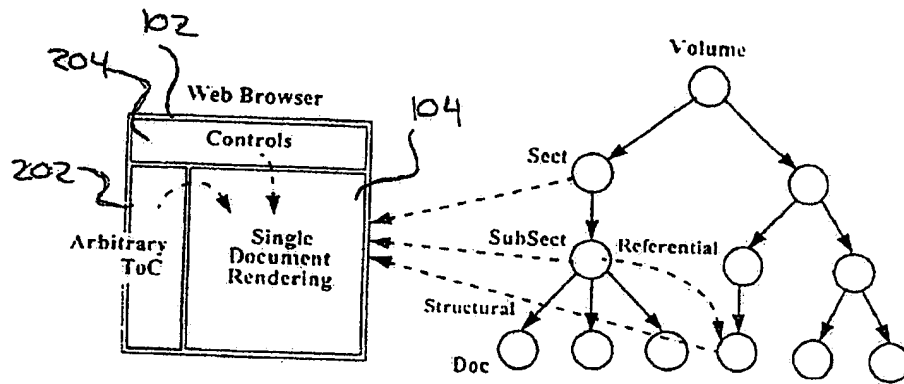 102
204
Web Browser
104
Controls
202
Arbitrary
ToC
Single
Document
Rendering
Volume
Sect
SubSect
Referential
Structural
Doc